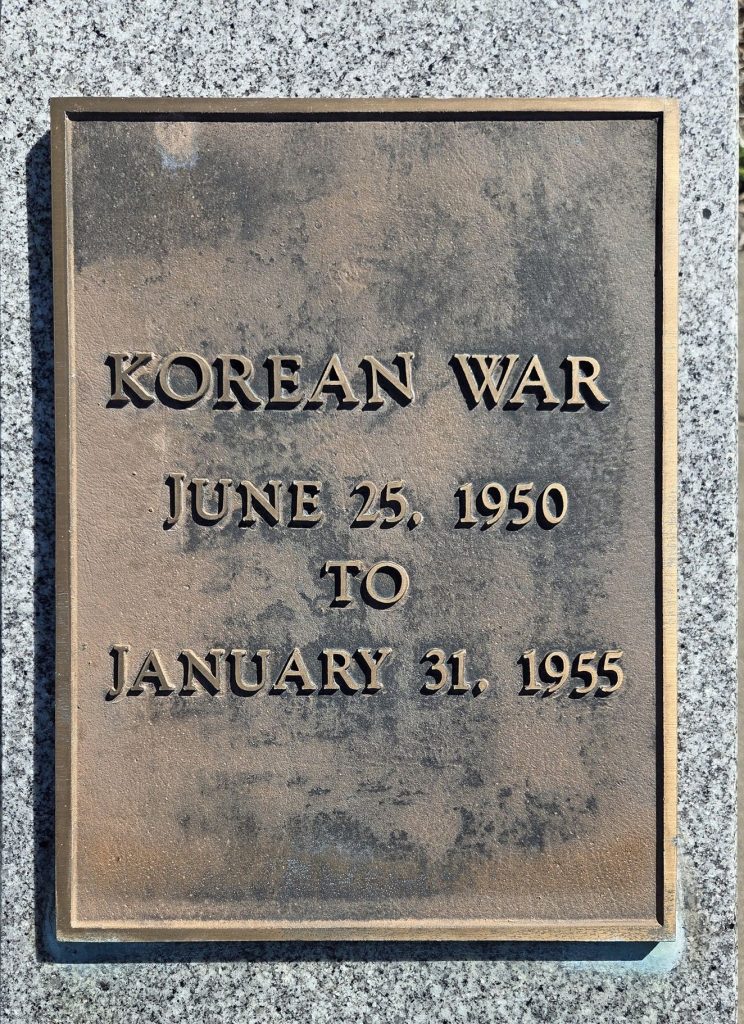 KOREAN WAR
JUNE 25, 1950
TO
JANUARY 31, 1955